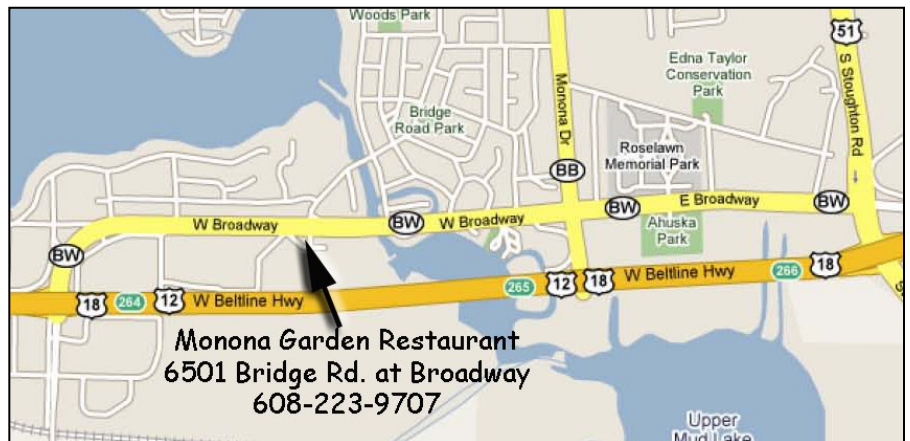 Woods Park
51
Edna Taylor
Conservation
Park
S Stoughton Rd
Monona Dr
Bridge
Road Park
Roselawn
Memorial Park
BB
BW
W Broadway
BW
W Broadway
BW
E Broadway
BW
Ahuska
Park
18
264
12
W Beltline Hwy
265
12
18
W Beltline Hwy
266
18
Monona Garden Restaurant
6501 Bridge Rd. at Broadway
608-223-9707
Upper
Mud Lake